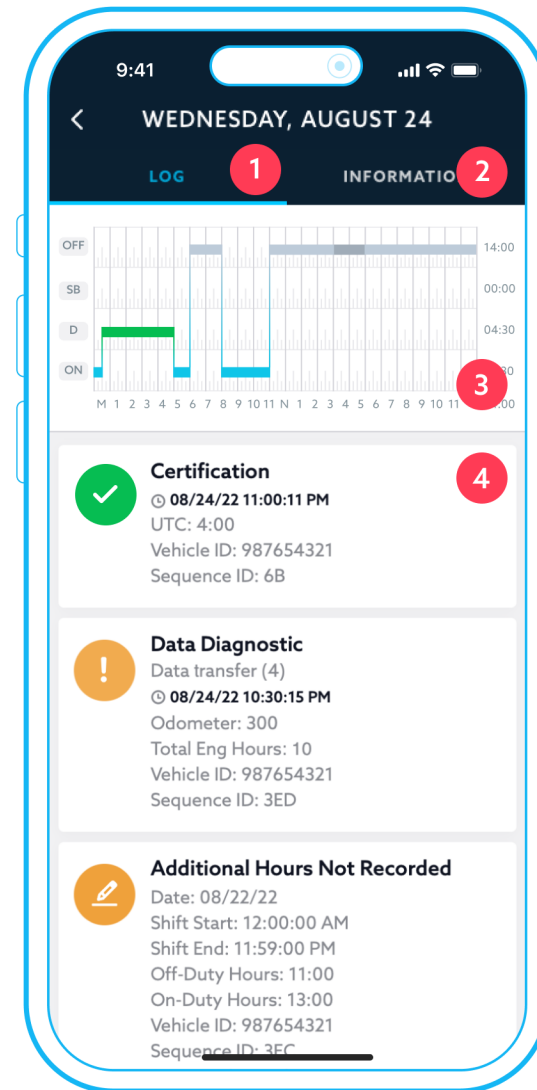 9:41
WEDNESDAY, AUGUST 24
LOG 1 INFORMATIO 2
OFF 14:00
SB 00:00
D 04:30
ON 30
3
M 1 2 3 4 5 6 7 8 9 10 11 N 1 2 3 4 5 6 7 8 9 10 11 :00
Certification
4
08/24/22 11:00:11 PM
UTC: 4:00
Vehicle ID: 987654321
Sequence ID: 6B
!
Data Diagnostic
Data transfer (4)
08/24/22 10:30:15 PM
Odometer: 300
Total Eng Hours: 10
Vehicle ID: 987654321
Sequence ID: 3ED
Additional Hours Not Recorded
Date: 08/22/22
Shift Start: 12:00:00 AM
Shift End: 11:59:00 PM
Off-Duty Hours: 11:00
On-Duty Hours: 13:00
Vehicle ID: 987654321
Sequence ID: 3EC